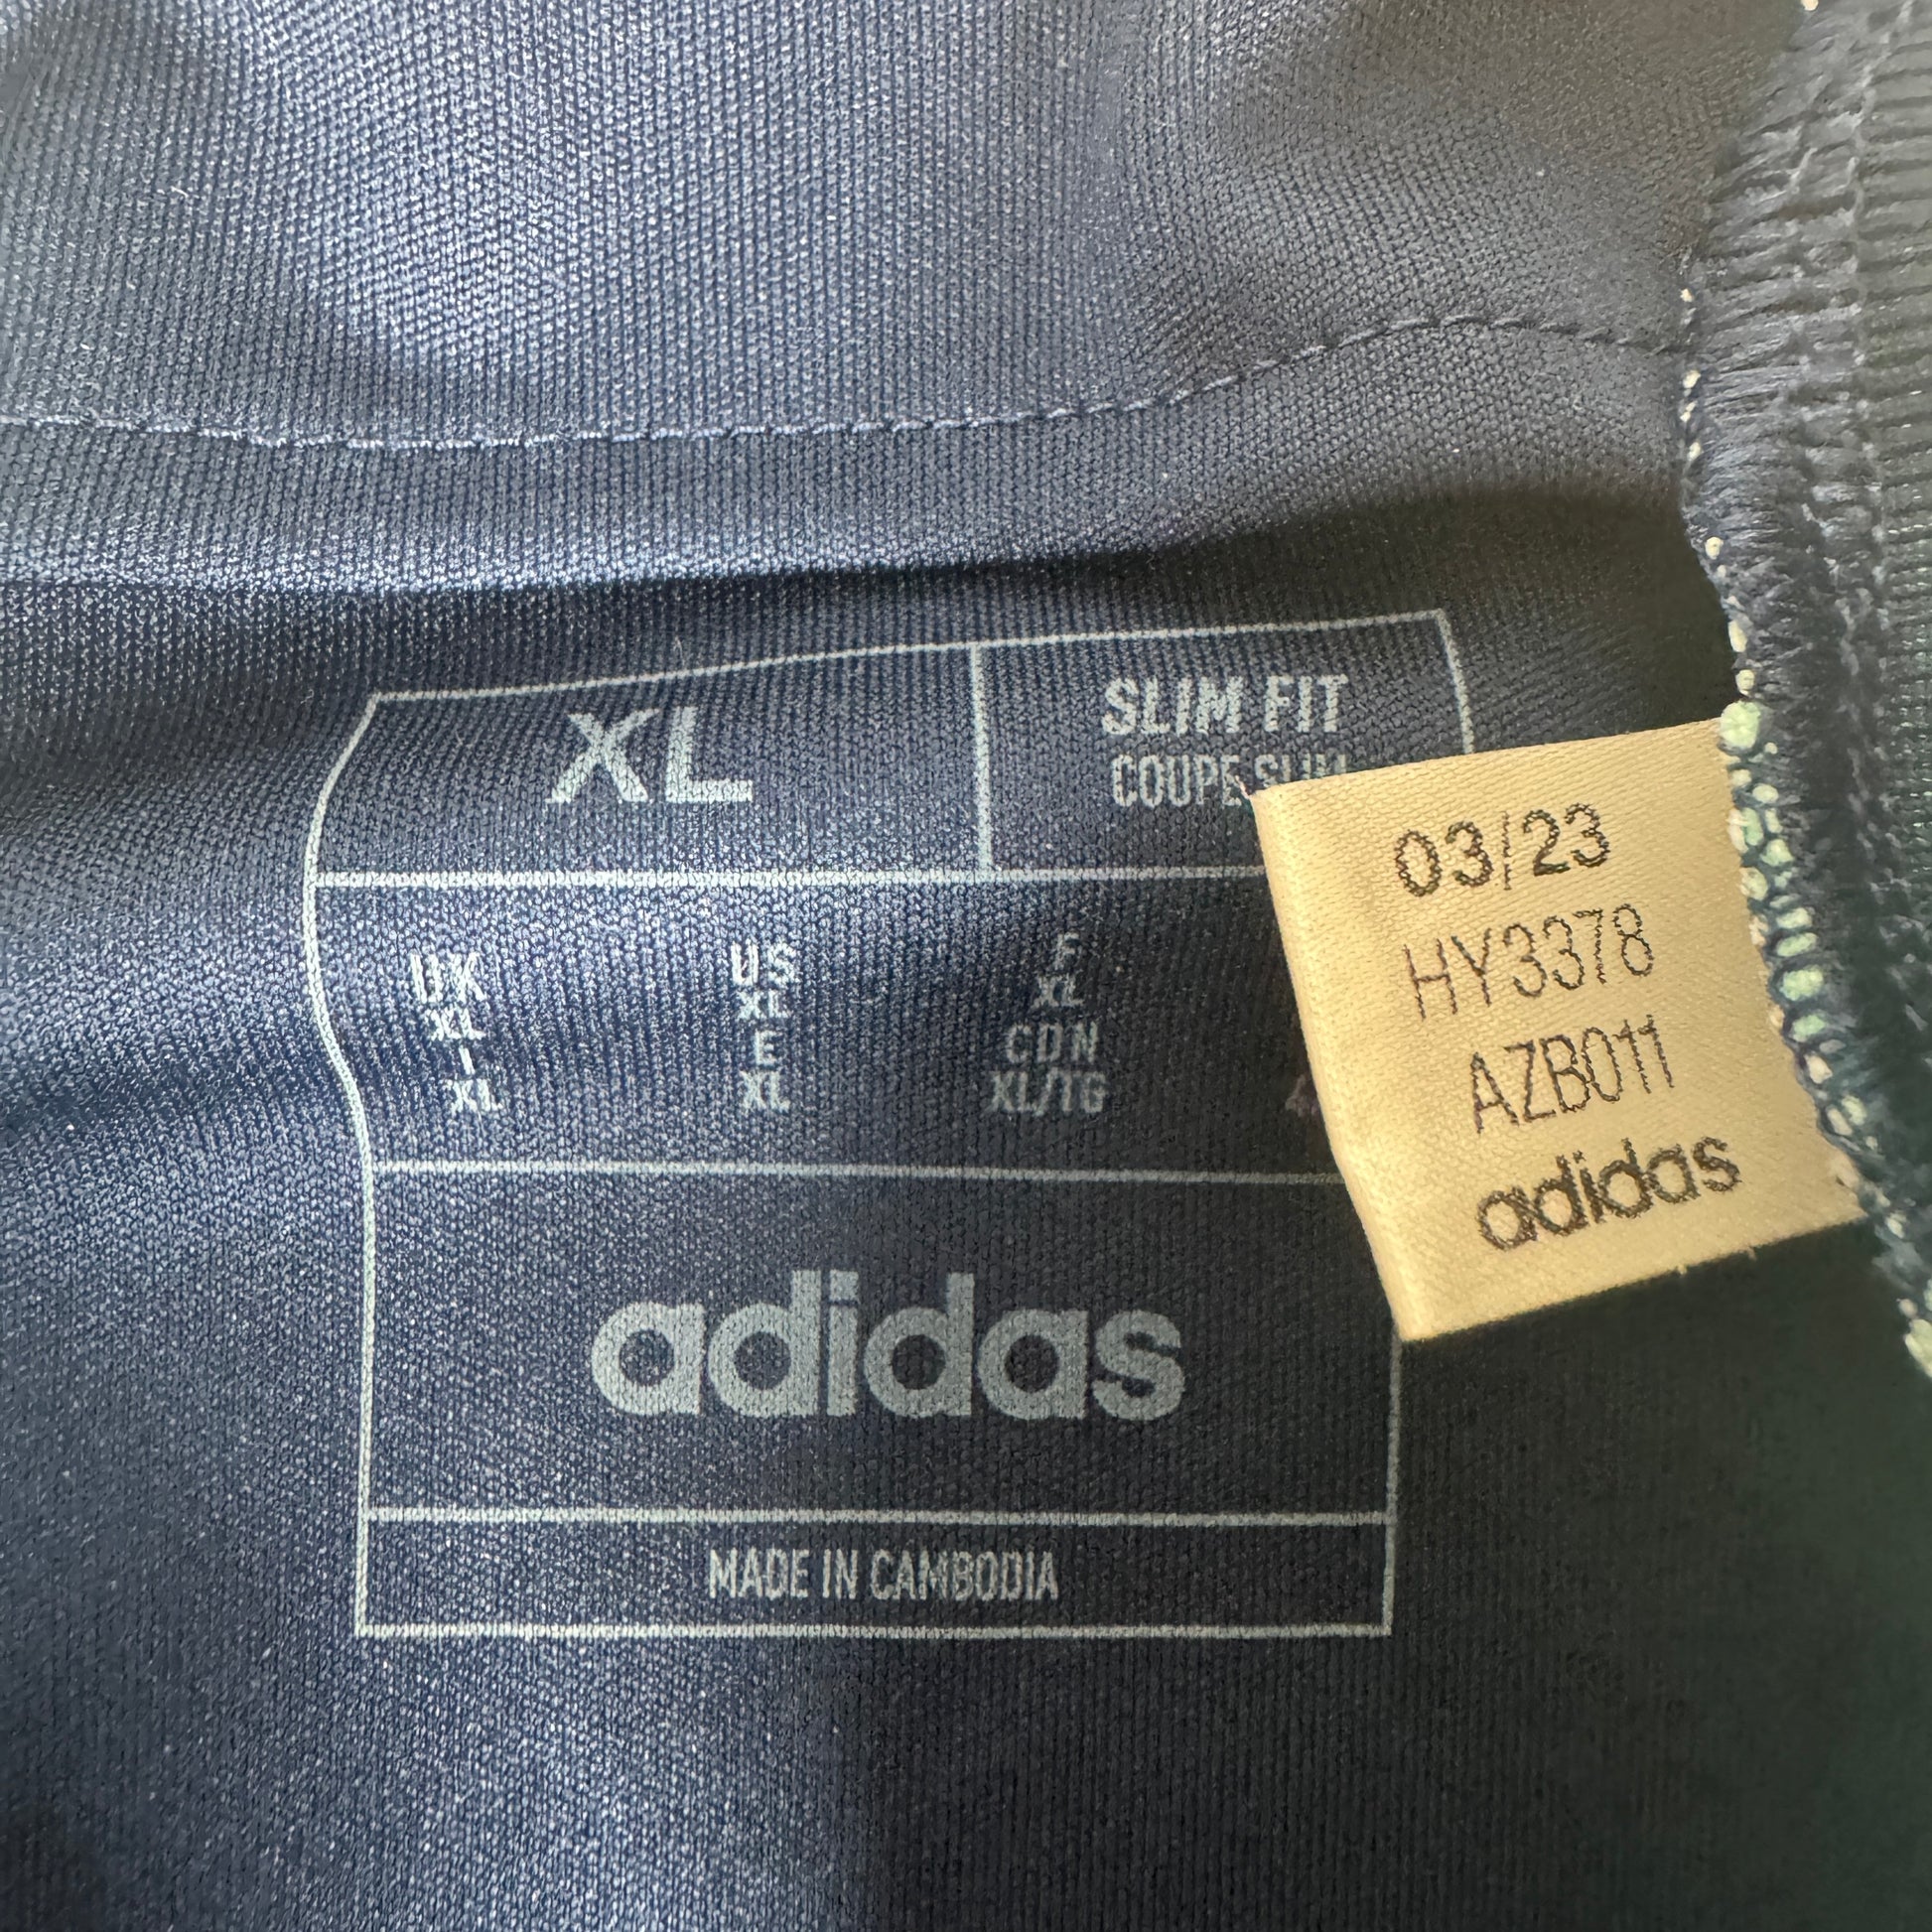 XL
SLIM FIT
COUPE SLIM
UK US F
XL XL XL
I E CDN
XL XL XL/TG
adidas
MADE IN CAMBODIA
03/23
HY3378
AZB011
adidas